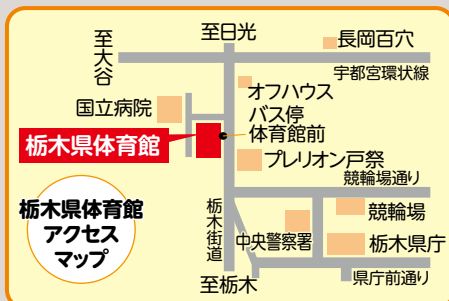 至日光
至大谷
長岡百穴
宇都宮環状線
オフハウス
国立病院
バス停
体育館前
栃木県体育館
プレリオン戸祭
競輪場通り
栃木県体育館
アクセス
マップ
栃木街道
競輪場
中央警察署
栃木県庁
県庁前通り
至栃木